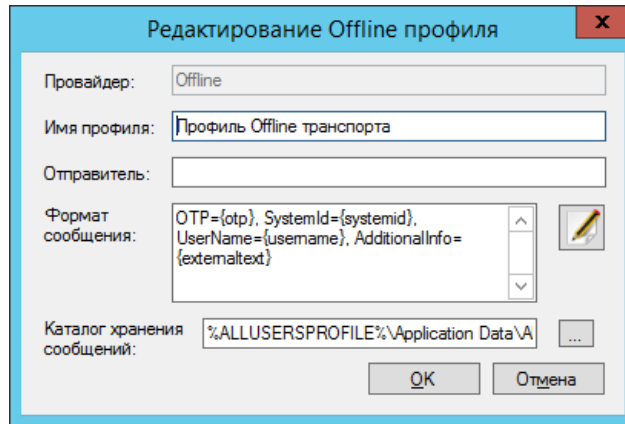 Редактирование Offline профиля
x
Провайдер: Offline
Имя профиля: Профиль Offline транспорта
Отправитель:
Формат
сообщения:
OTP={otp}, SystemId={systemid},
UserName={username}, AdditionalInfo=
{externaltext}
Каталог хранения
сообщений:
%ALLUSERSPROFILE%\Application Data\A
...
OK Отмена